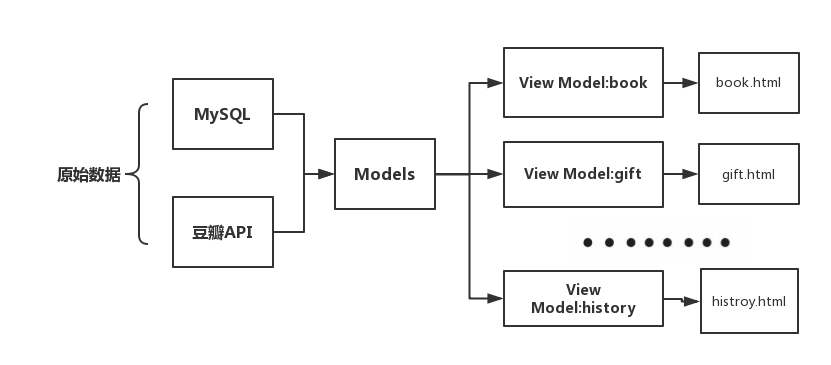 原始数据
MySQL
豆瓣API
Models
View Model:book
book.html
View Model:gift
gift.html
View
Model:history
histroy.html